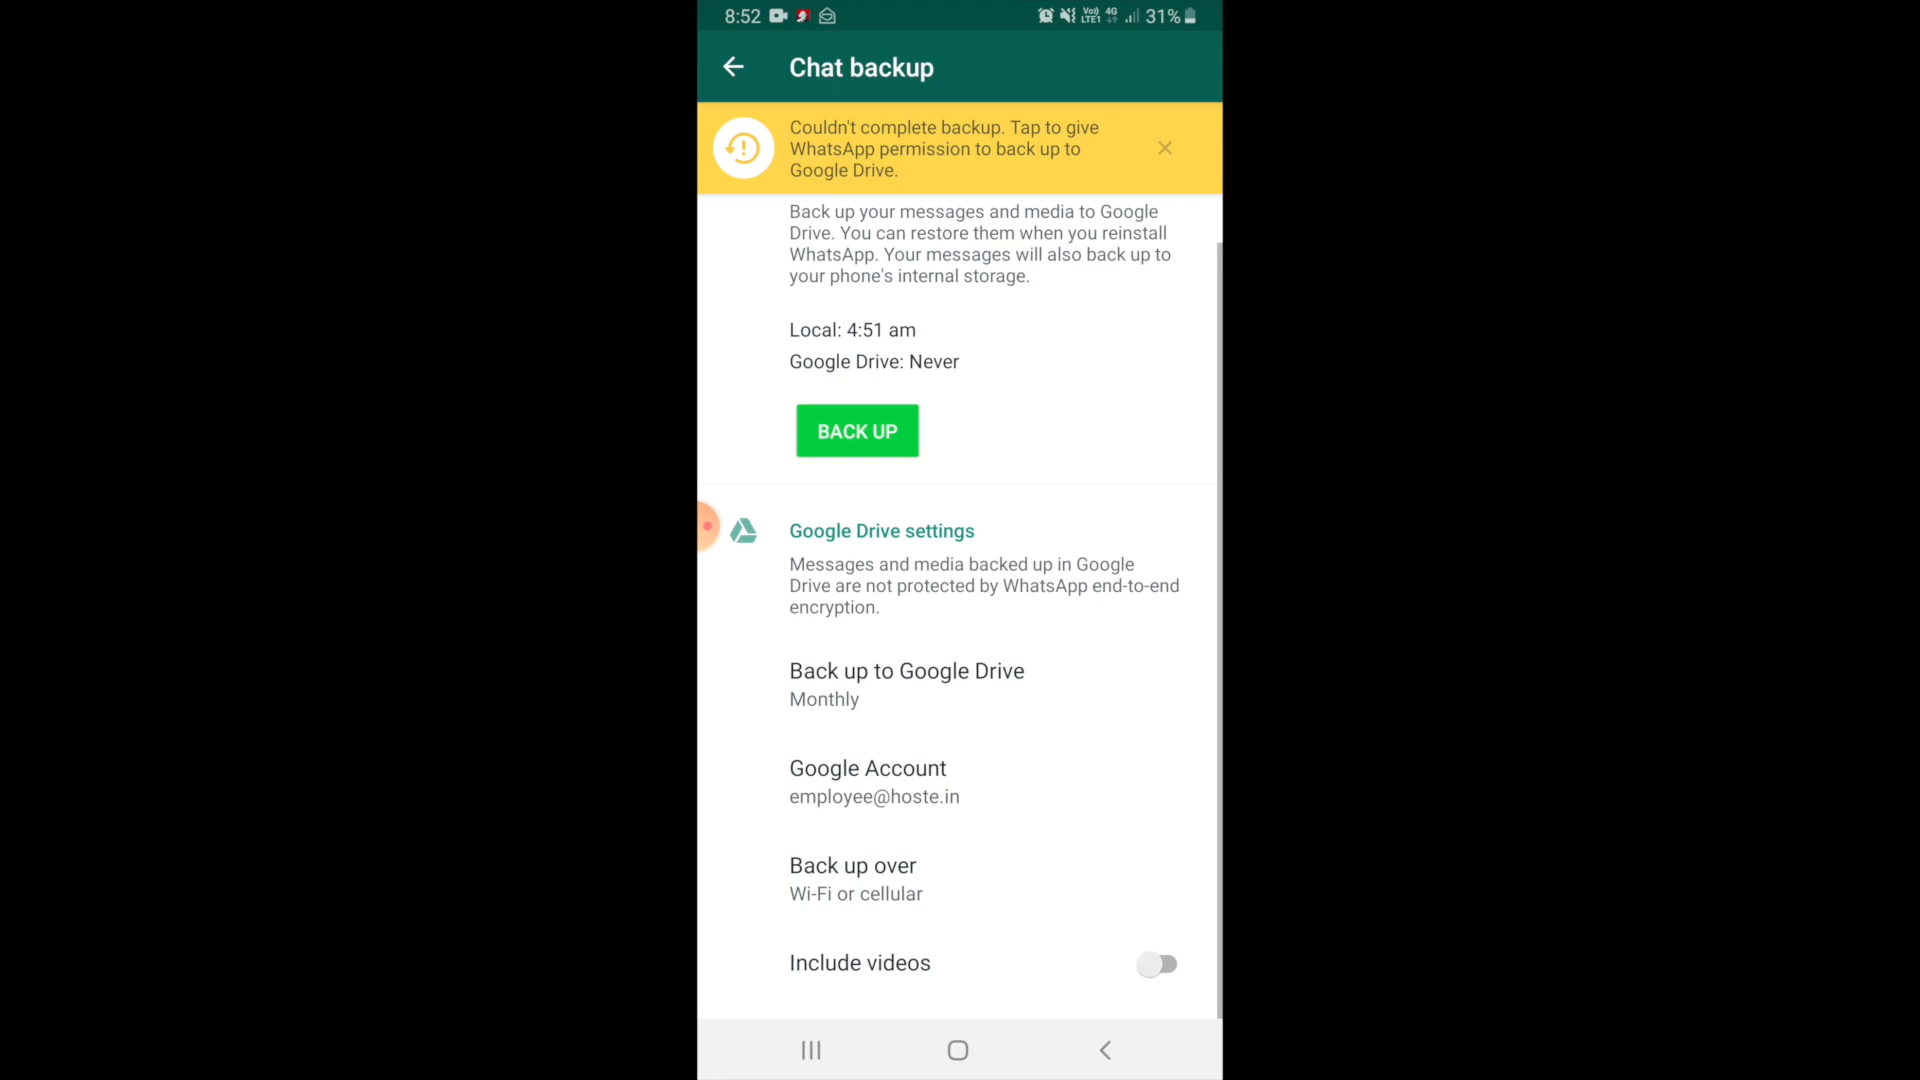 8:52
Vo)) 4G
LTE1 31%
Chat backup
Couldn't complete backup. Tap to give
WhatsApp permission to back up to
Google Drive.
Back up your messages and media to Google
Drive. You can restore them when you reinstall
WhatsApp. Your messages will also back up to
your phone's internal storage.
Local: 4:51 am
Google Drive: Never
BACK UP
Google Drive settings
Messages and media backed up in Google
Drive are not protected by WhatsApp end-to-end
encryption.
Back up to Google Drive
Monthly
Google Account
employee@hoste.in
Back up over
Wi-Fi or cellular
Include videos